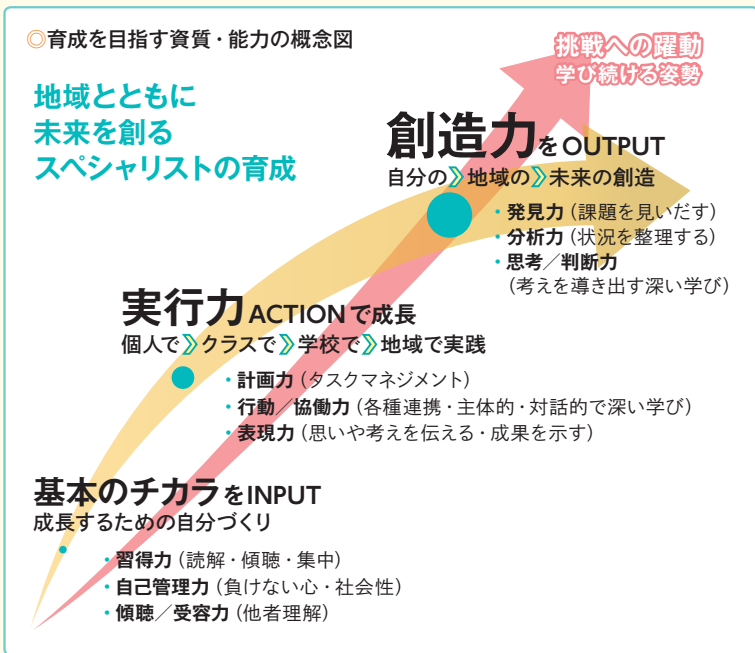 ◎育成を目指す資質・能力の概念図
地域とともに
未来を創る
スペシャリストの育成
挑戦への躍動
学び続ける姿勢
創造力をOUTPUT
自分の》地域の》未来の創造
・発見力（課題を見いだす）
・分析力（状況を整理する）
・思考／判断力
（考えを導き出す深い学び）
実行力ACTIONで成長
個人で》クラスで》学校で》地域で実践
・計画力（タスクマネジメント）
・行動／協働力（各種連携・主体的・対話的で深い学び）
・表現力（思いや考えを伝える・成果を示す）
基本のチカラをINPUT
成長するための自分づくり
・習得力（読解・傾聴・集中）
・自己管理力（負けない心・社会性）
・傾聴／受容力（他者理解）